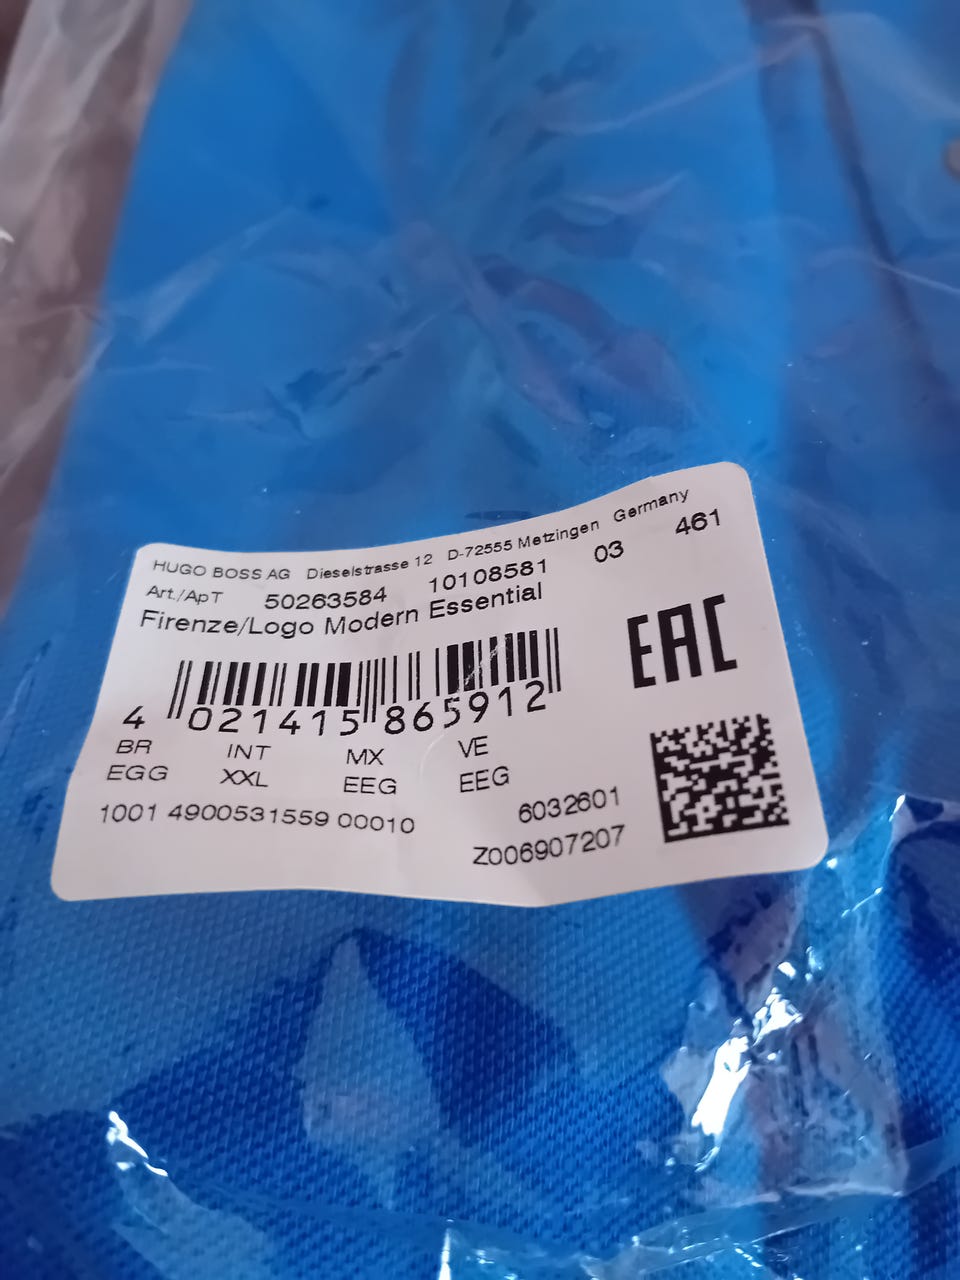 HUGO BOSS AG Dieselstrasse 12 D-72555 Metzingen Germany
Art./АрТ 50263584 10108581 03 461
Firenze/Logo Modern Essential
EAC
4 021415 865912
BR INT MX VE
EGG XXL EEG EEG
1001 4900531559 00010 6032601
Z006907207